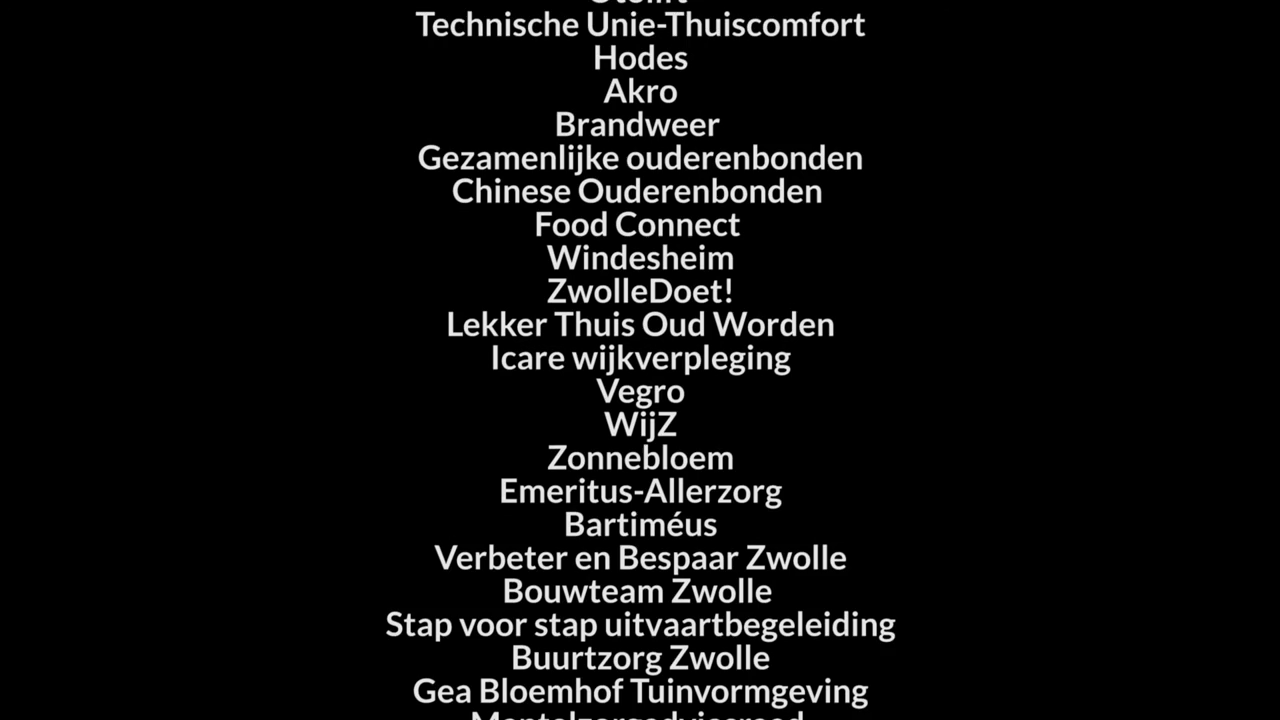 Technische Unie-Thuiscomfort
Hodes
Akro
Brandweer
Gezamenlijke ouderenbonden
Chinese Ouderenbonden
Food Connect
Windesheim
ZwolleDoet!
Lekker Thuis Oud Worden
Icare wijkverpleging
Vegro
WijZ
Zonnebloem
Emeritus-Allerzorg
Bartiméus
Verbeter en Bespaar Zwolle
Bouwteam Zwolle
Stap voor stap uitvaartbegeleiding
Buurtzorg Zwolle
Gea Bloemhof Tuinvormgeving